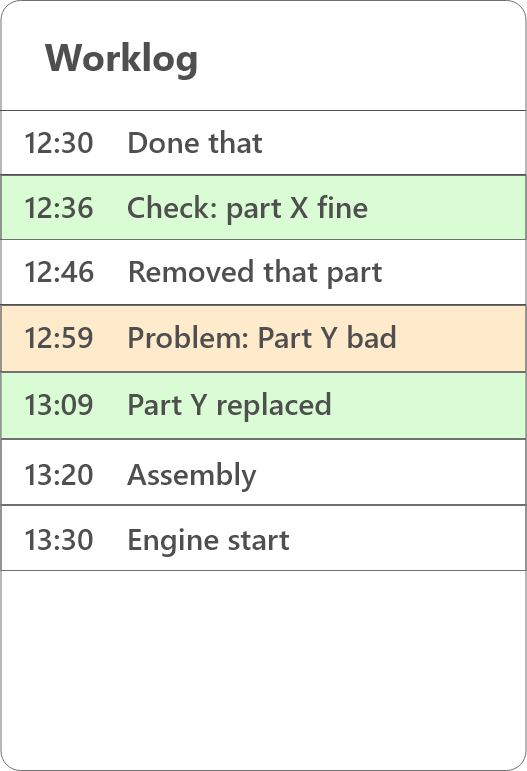 Worklog
12:30 Done that
12:36 Check: part X fine
12:46 Removed that part
12:59 Problem: Part Y bad
13:09 Part Y replaced
13:20 Assembly
13:30 Engine start